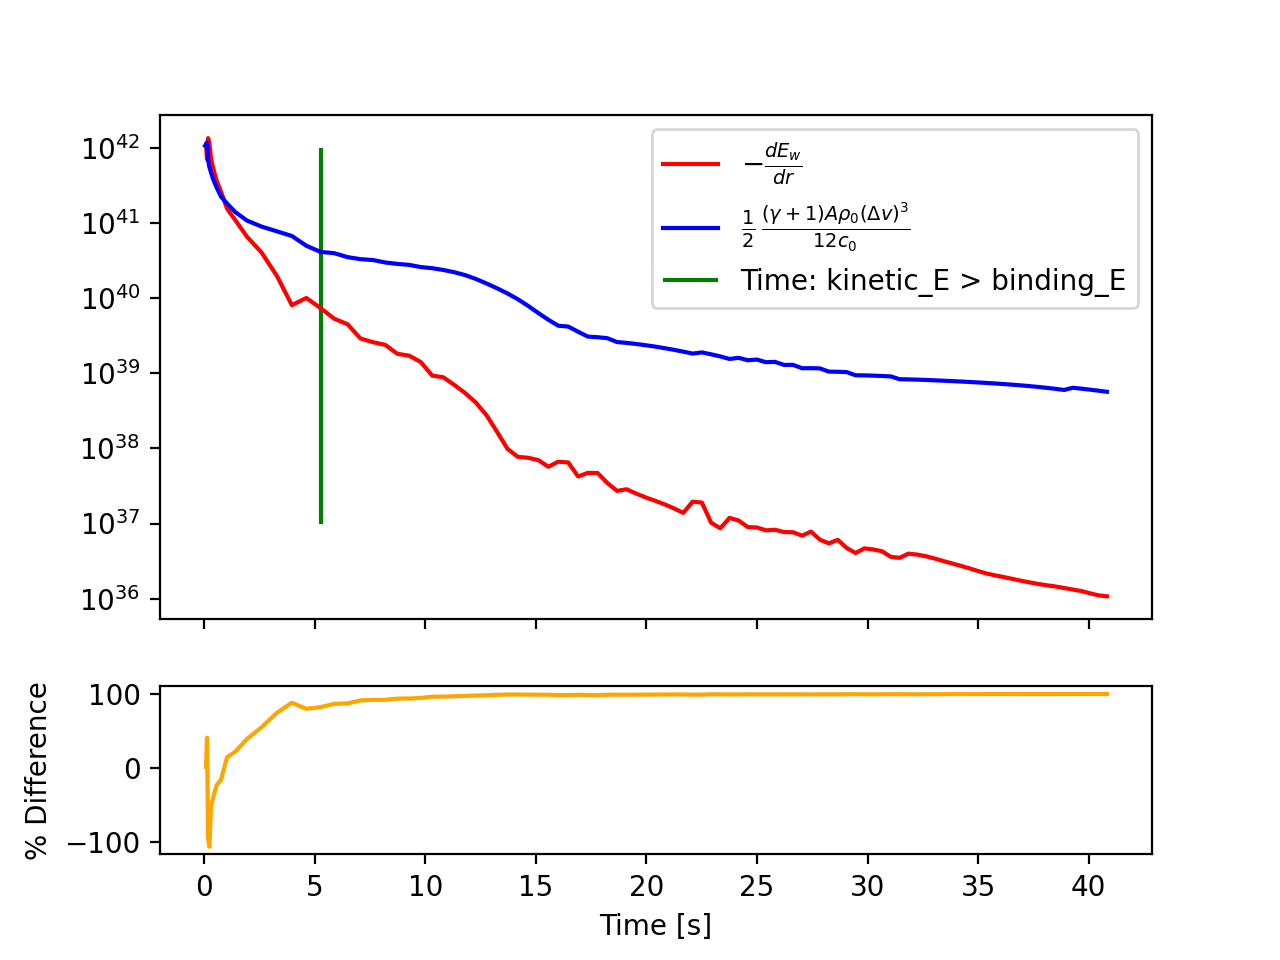 10^42
10^41
10^40
10^39
10^38
10^37
10^36
−dE_w/dr
1/2 (γ + 1)Aρ_0(Δv)^3/12c_0
Time: kinetic_E > binding_E
% Difference
100
0
−100
0 5 10 15 20 25 30 35 40
Time [s]